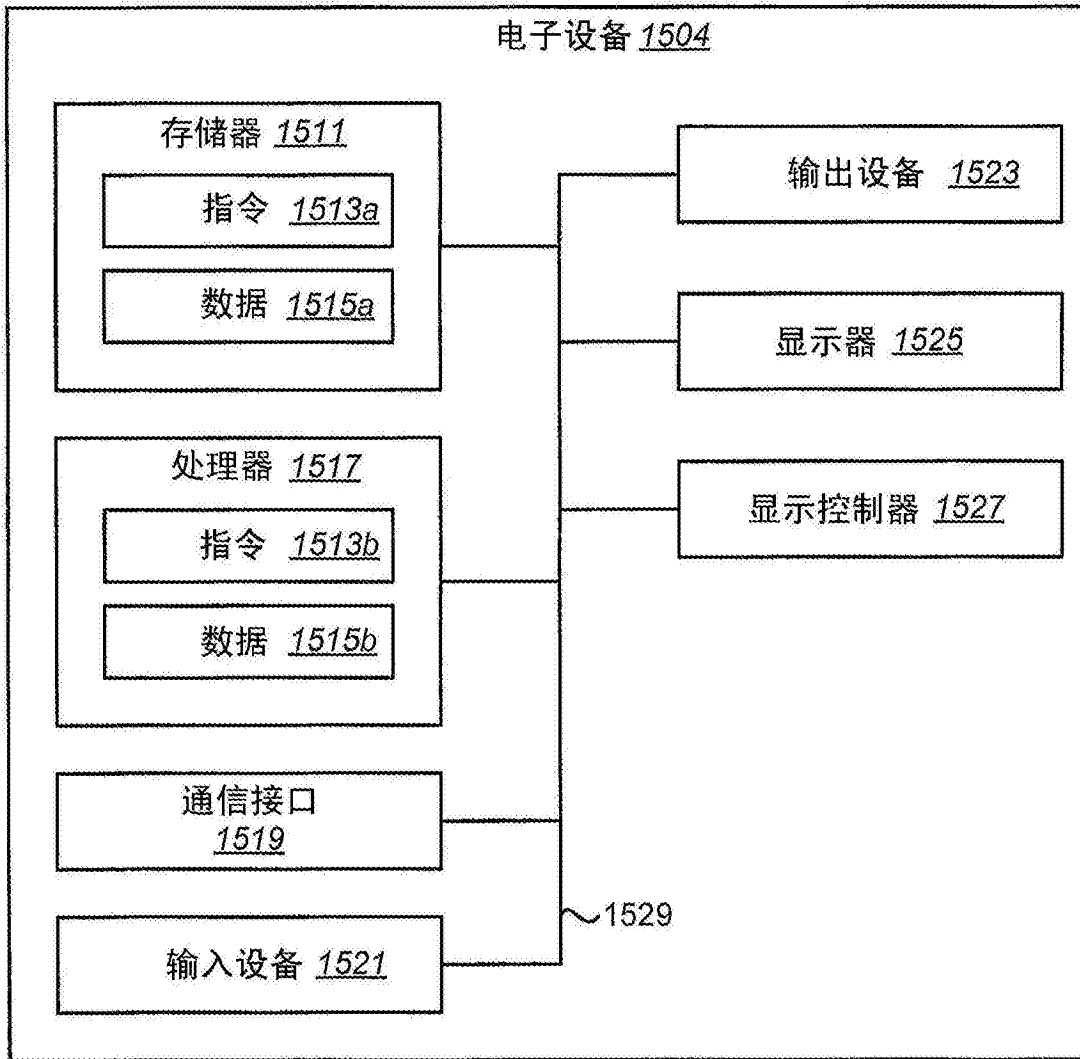 电子设备 1504
存储器 1511
指令 1513a
数据 1515a
处理器 1517
指令 1513b
数据 1515b
通信接口
1519
输入设备 1521
输出设备 1523
显示器 1525
显示控制器 1527
1529